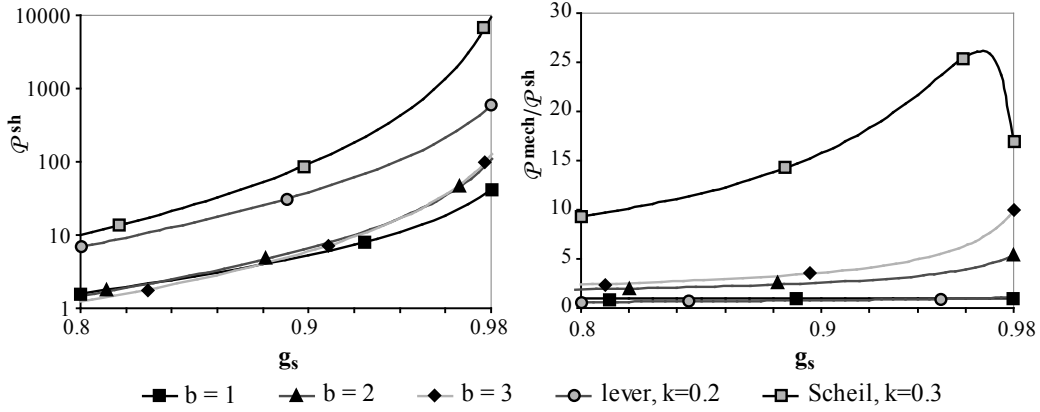 10000
1000
100
10
1
𝒫ˢʰ
0.8
0.9
0.98
gₛ
30
25
20
15
10
5
0
𝒫ᵐᵉᶜʰ/𝒫ˢʰ
0.8
0.9
0.98
gₛ
b = 1
b = 2
b = 3
lever, k=0.2
Scheil, k=0.3